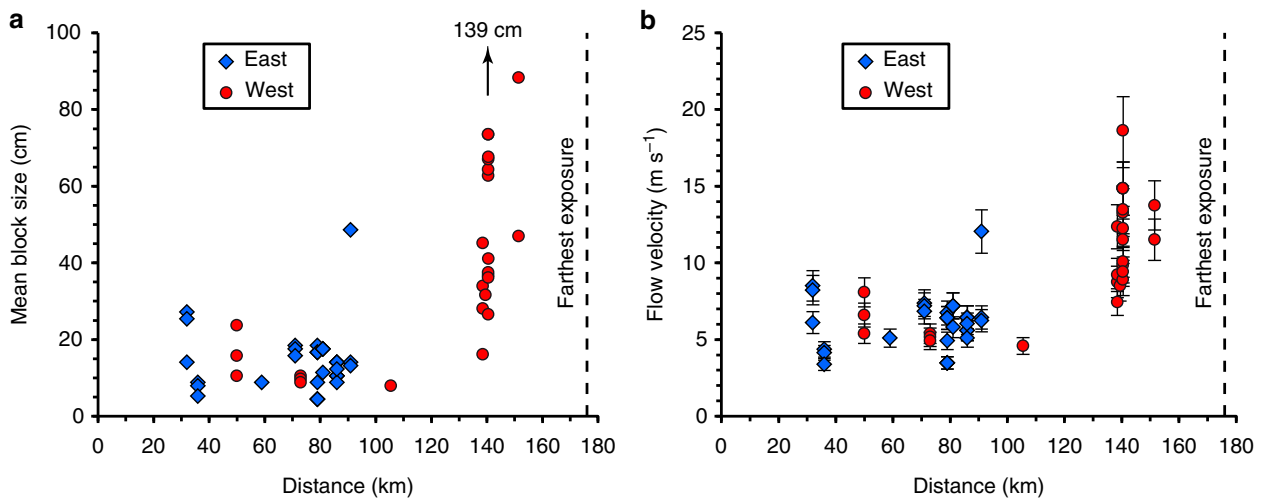 a
139 cm
100
80
60
40
20
0
Mean block size (cm)
East
West
Farthest exposure
0 20 40 60 80 100 120 140 160 180
Distance (km)
b
25
20
15
10
5
0
Flow velocity (m s–1)
East
West
Farthest exposure
0 20 40 60 80 100 120 140 160 180
Distance (km)